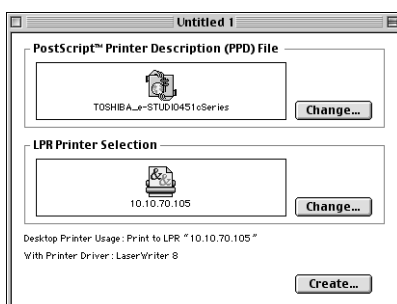 Untitled 1
PostScript™ Printer Description (PPD) File
TOSHIBA_e-STUDIO451cSeries
Change...
LPR Printer Selection
10.10.70.105
Change...
Desktop Printer Usage: Print to LPR "10.10.70.105"
With Printer Driver: LaserWriter 8
Create...